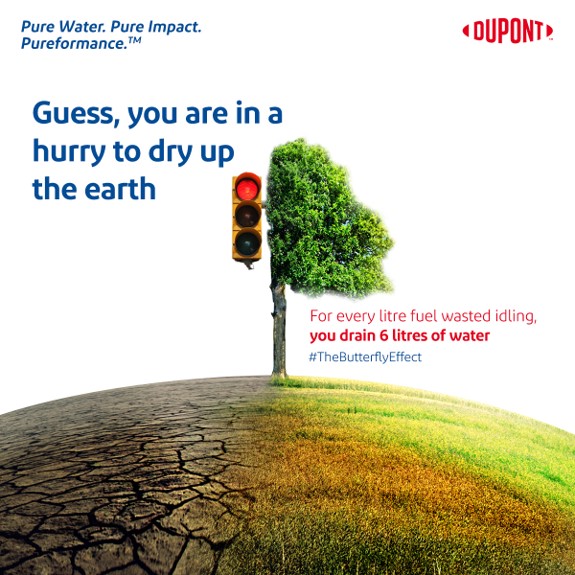 Pure Water. Pure Impact.
Pureformance.™
DUPONT™
Guess, you are in a
hurry to dry up
the earth
For every litre fuel wasted idling,
you drain 6 litres of water
#TheButterflyEffect